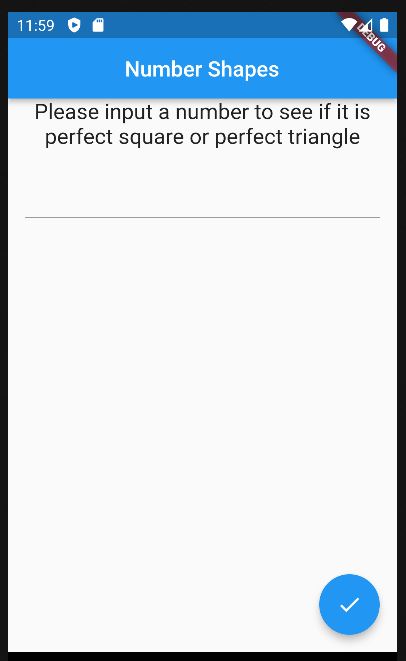 11:59
DEBUG
Number Shapes
Please input a number to see if it is
perfect square or perfect triangle